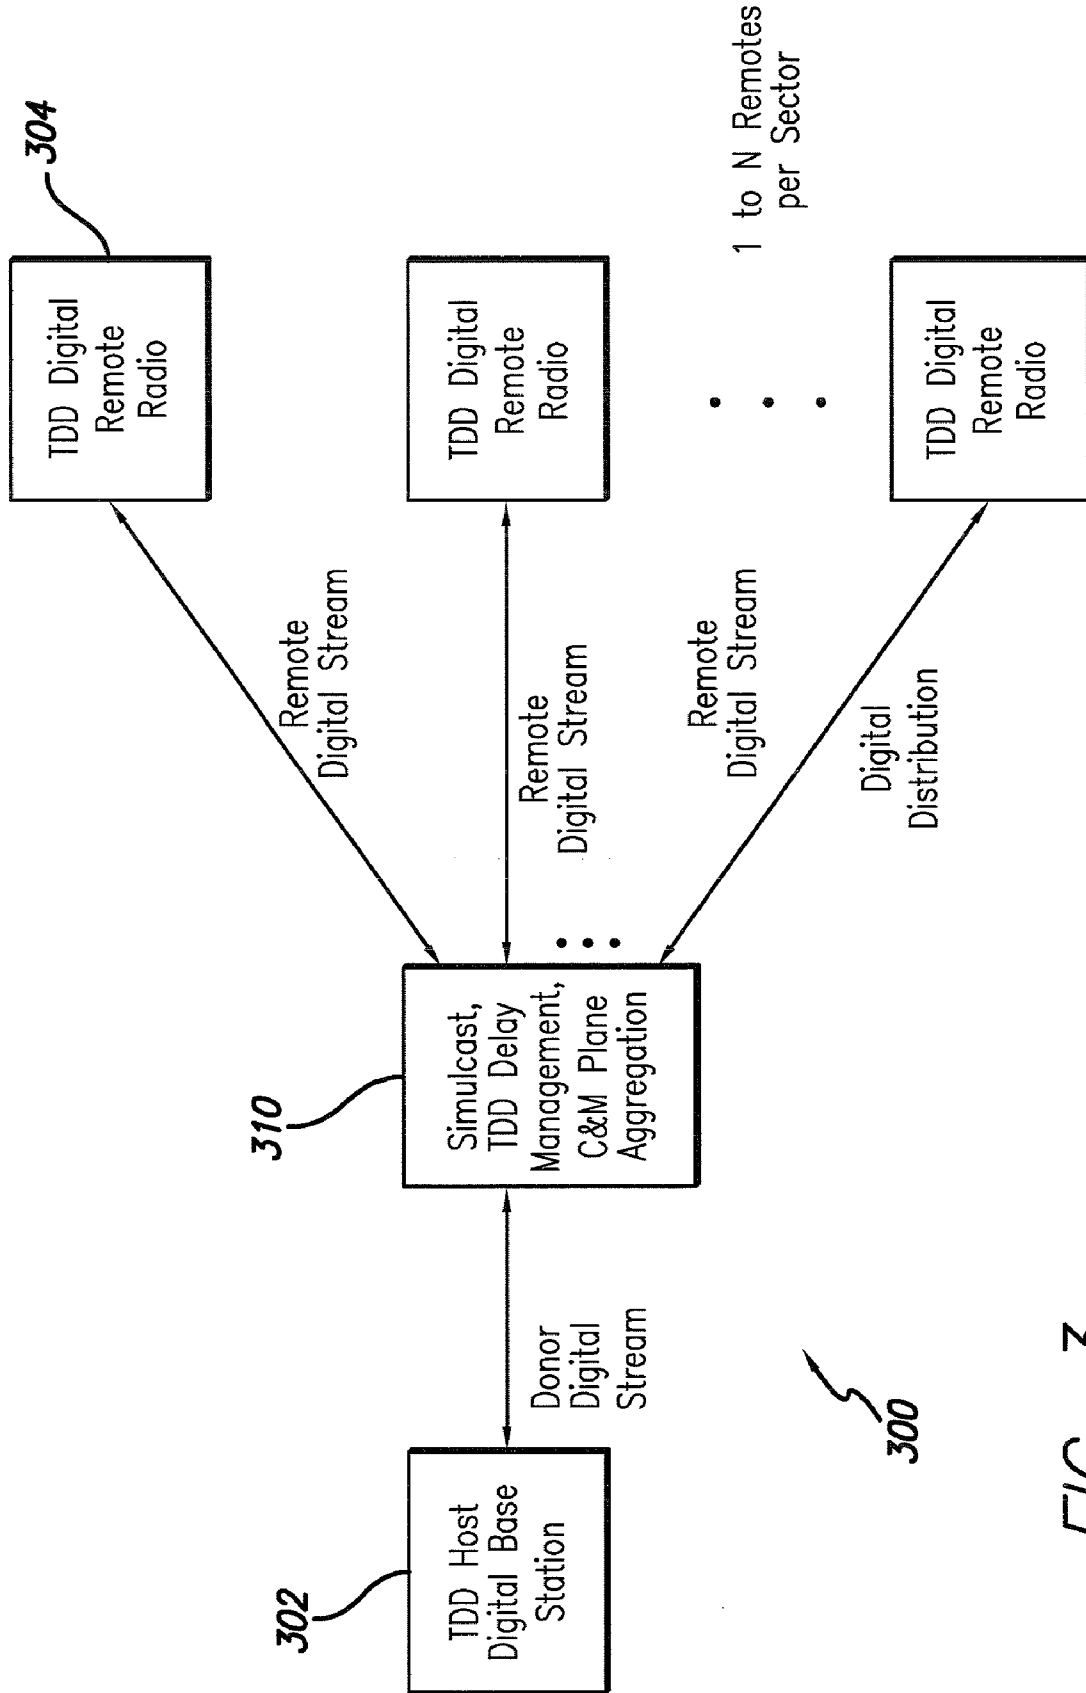 304
TDD Digital
Remote
Radio
TDD Digital
Remote
Radio
1 to N Remotes
per Sector
TDD Digital
Remote
Radio
Remote
Digital Stream
Remote
Digital Stream
Remote
Digital Stream
Digital
Distribution
310
Simulcast,
TDD Delay
Management,
C&M Plane
Aggregation
Donor
Digital
Stream
302
TDD Host
Digital Base
Station
300
FIG. 3